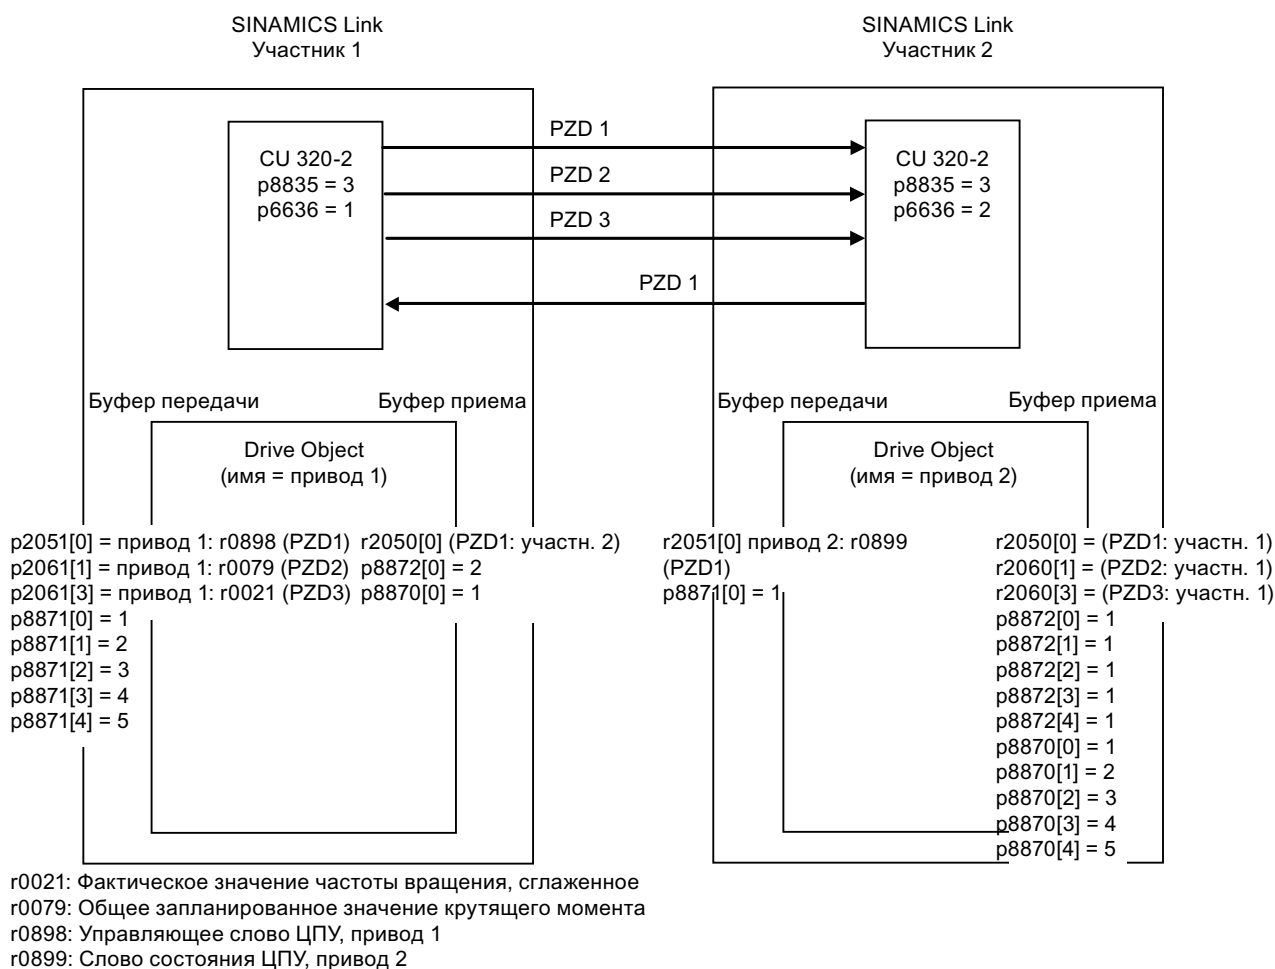 SINAMICS Link
Участник 1
SINAMICS Link
Участник 2
CU 320-2
p8835 = 3
p6636 = 1
PZD 1
PZD 2
PZD 3
PZD 1
CU 320-2
p8835 = 3
p6636 = 2
Буфер передачи
Буфер приема
Drive Object
(имя = привод 1)
p2051[0] = привод 1: r0898 (PZD1)
p2061[1] = привод 1: r0079 (PZD2)
p2061[3] = привод 1: r0021 (PZD3)
p8871[0] = 1
p8871[1] = 2
p8871[2] = 3
p8871[3] = 4
p8871[4] = 5
r2050[0] (PZD1: участн. 2)
p8872[0] = 2
p8870[0] = 1
Буфер передачи
Буфер приема
Drive Object
(имя = привод 2)
r2051[0] привод 2: r0899
(PZD1)
p8871[0] = 1
r2050[0] = (PZD1: участн. 1)
r2060[1] = (PZD2: участн. 1)
r2060[3] = (PZD3: участн. 1)
p8872[0] = 1
p8872[1] = 1
p8872[2] = 1
p8872[3] = 1
p8872[4] = 1
p8870[0] = 1
p8870[1] = 2
p8870[2] = 3
p8870[3] = 4
p8870[4] = 5
r0021: Фактическое значение частоты вращения, сглаженное
r0079: Общее запланированное значение крутящего момента
r0898: Управляющее слово ЦПУ, привод 1
r0899: Слово состояния ЦПУ, привод 2